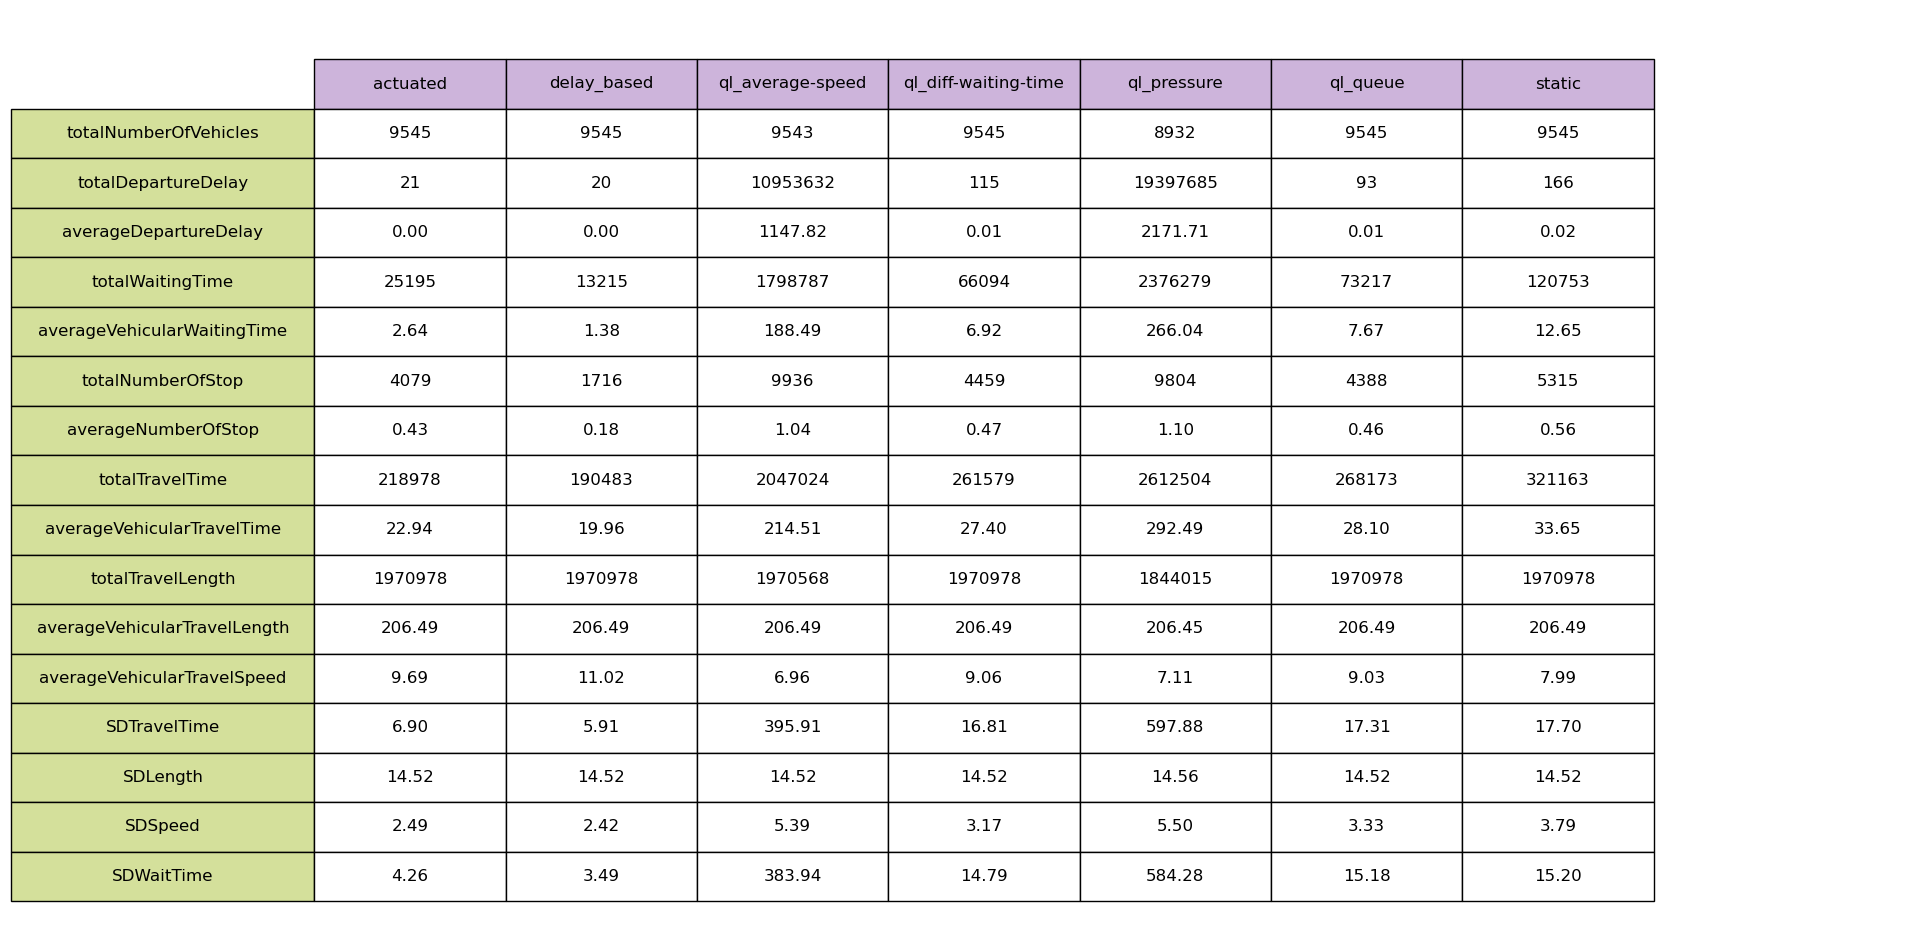 actuated delay_based ql_average-speed ql_diff-waiting-time ql_pressure ql_queue static
totalNumberOfVehicles 9545 9545 9543 9545 8932 9545 9545
totalDepartureDelay 21 20 10953632 115 19397685 93 166
averageDepartureDelay 0.00 0.00 1147.82 0.01 2171.71 0.01 0.02
totalWaitingTime 25195 13215 1798787 66094 2376279 73217 120753
averageVehicularWaitingTime 2.64 1.38 188.49 6.92 266.04 7.67 12.65
totalNumberOfStop 4079 1716 9936 4459 9804 4388 5315
averageNumberOfStop 0.43 0.18 1.04 0.47 1.10 0.46 0.56
totalTravelTime 218978 190483 2047024 261579 2612504 268173 321163
averageVehicularTravelTime 22.94 19.96 214.51 27.40 292.49 28.10 33.65
totalTravelLength 1970978 1970978 1970568 1970978 1844015 1970978 1970978
averageVehicularTravelLength 206.49 206.49 206.49 206.49 206.45 206.49 206.49
averageVehicularTravelSpeed 9.69 11.02 6.96 9.06 7.11 9.03 7.99
SDTravelTime 6.90 5.91 395.91 16.81 597.88 17.31 17.70
SDLength 14.52 14.52 14.52 14.52 14.56 14.52 14.52
SDSpeed 2.49 2.42 5.39 3.17 5.50 3.33 3.79
SDWaitTime 4.26 3.49 383.94 14.79 584.28 15.18 15.20